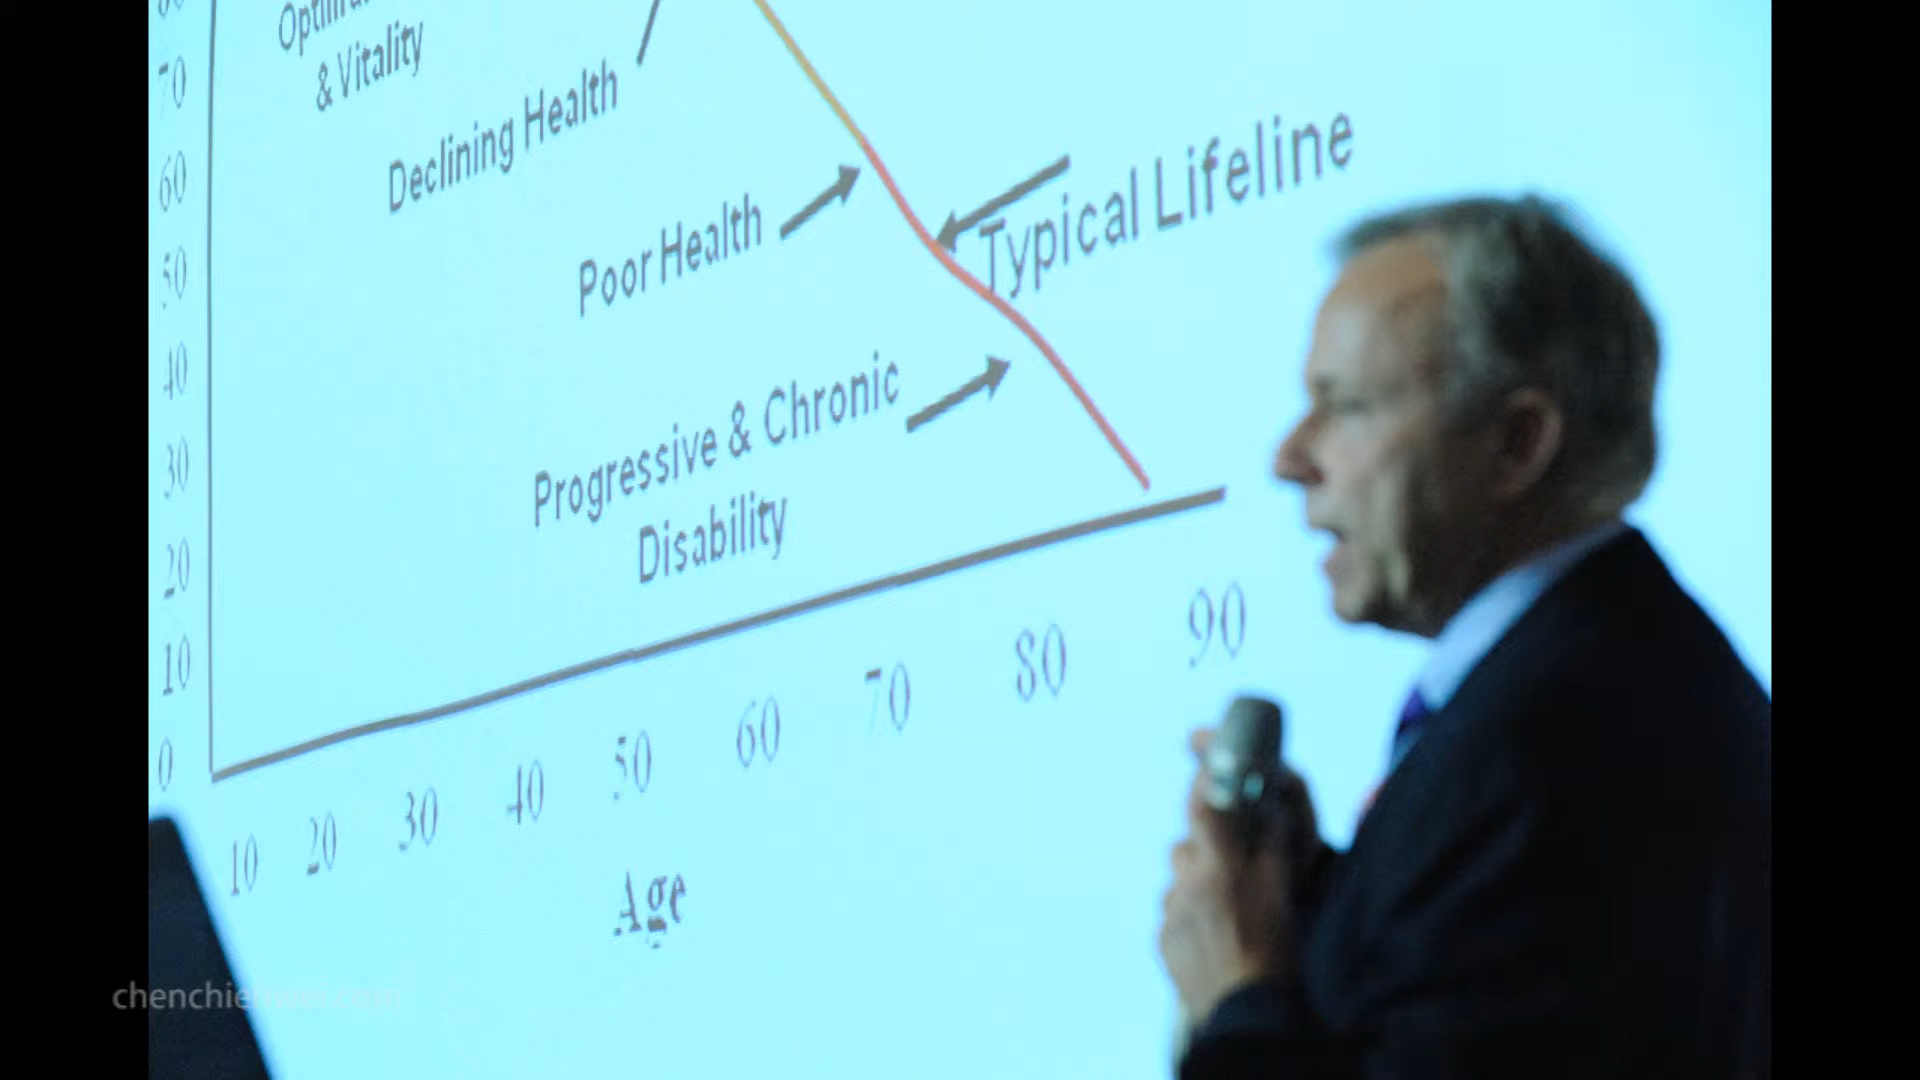 70
60
50
40
30
20
10
0
& Vitality
Declining Health
Poor Health
Typical Lifeline
Progressive & Chronic
Disability
10 20 30 40 50 60 70 80 90
Age